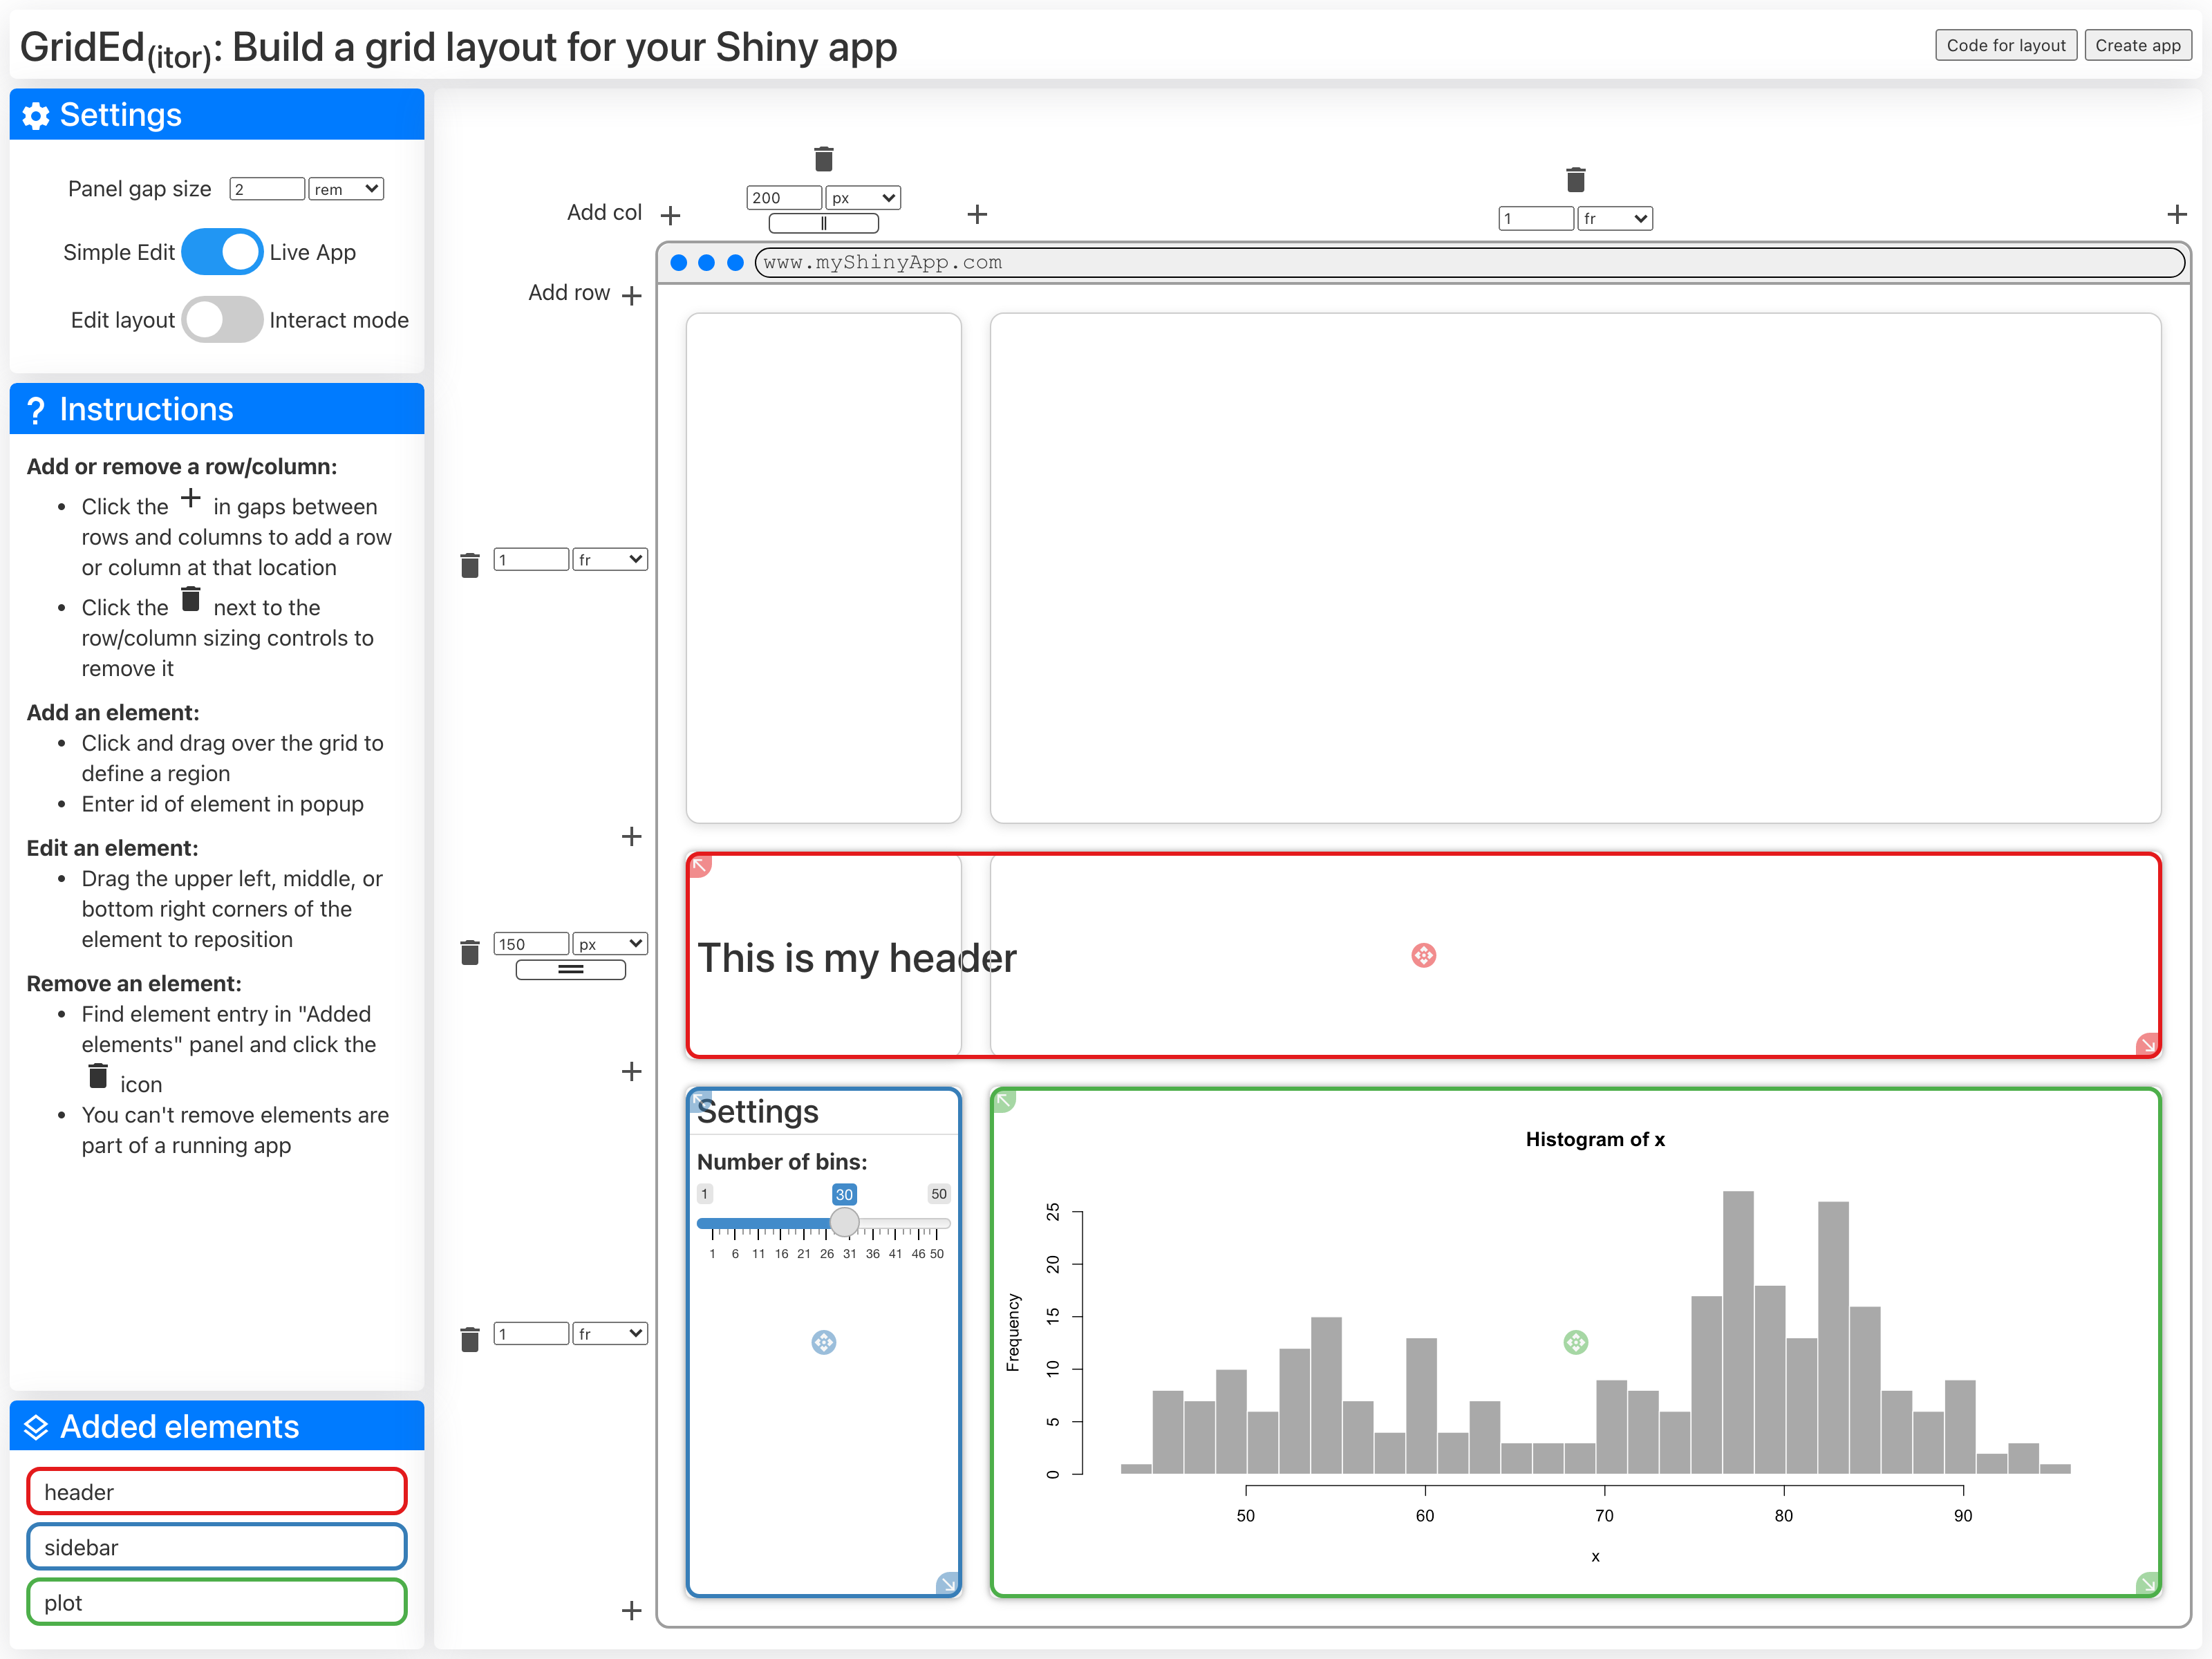 GridEd(itor): Build a grid layout for your Shiny app
Code for layout
Create app
Settings
Panel gap size 2 rem
Simple Edit Live App
Edit layout Interact mode
Instructions
Add or remove a row/column:
• Click the + in gaps between
rows and columns to add a row
or column at that location
• Click the next to the
row/column sizing controls to
remove it
Add an element:
• Click and drag over the grid to
define a region
• Enter id of element in popup
Edit an element:
• Drag the upper left, middle, or
bottom right corners of the
element to reposition
Remove an element:
• Find element entry in "Added
elements" panel and click the
icon
• You can't remove elements are
part of a running app
Added elements
header
sidebar
plot
Add col + 200 px + 1 fr +
www.myShinyApp.com
Add row +
1 fr
+
150 px
This is my header
+
1 fr
+
Settings
Number of bins:
1 30 50
1 6 11 16 21 26 31 36 41 46 50
Histogram of x
Frequency
0 5 10 15 20 25
50 60 70 80 90
x